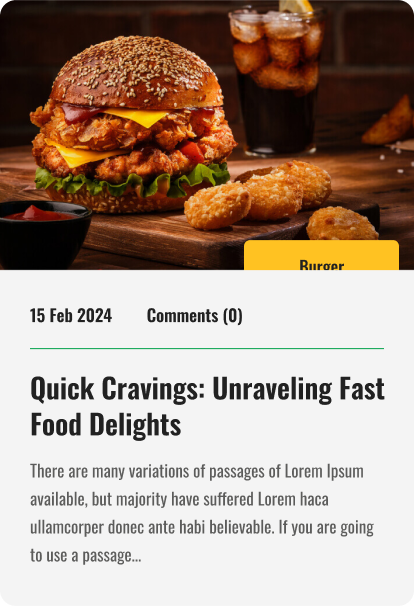 Burger
15 Feb 2024 Comments (0)
Quick Cravings: Unraveling Fast
Food Delights
There are many variations of passages of Lorem Ipsum
available, but majority have suffered Lorem haca
ullamcorper donec ante habi believable. If you are going
to use a passage...